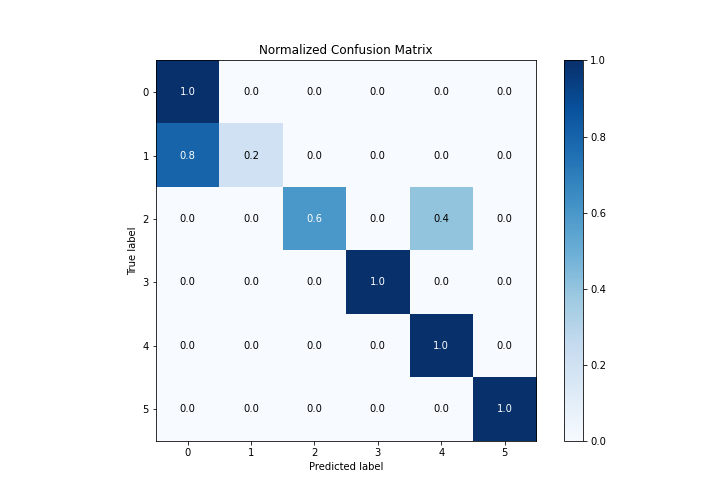 Normalized Confusion Matrix
True label
0 1.0 0.0 0.0 0.0 0.0 0.0
1 0.8 0.2 0.0 0.0 0.0 0.0
2 0.0 0.0 0.6 0.0 0.4 0.0
3 0.0 0.0 0.0 1.0 0.0 0.0
4 0.0 0.0 0.0 0.0 1.0 0.0
5 0.0 0.0 0.0 0.0 0.0 1.0
0 1 2 3 4 5
Predicted label
1.0
0.8
0.6
0.4
0.2
0.0